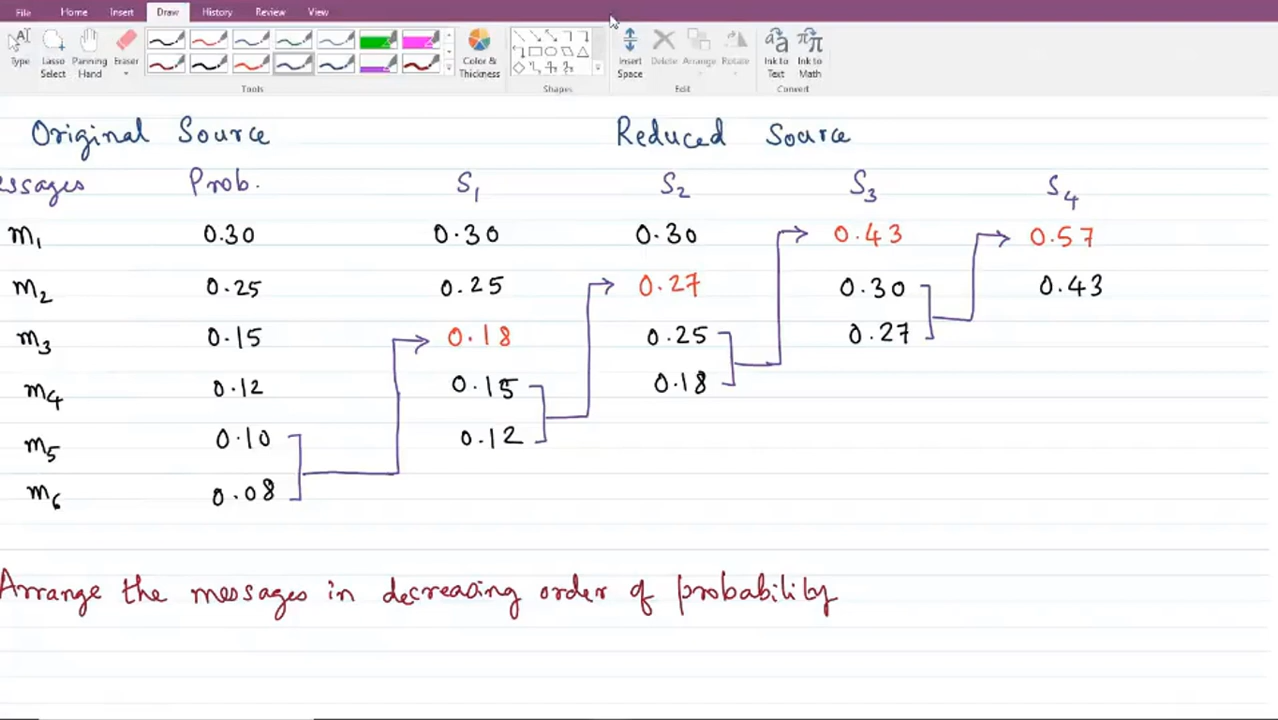 File Home Insert Draw History Review View
Type Lasso Select Panning Hand Eraser Color & Thickness Insert Space Delete Arrange Rotate Ink to Text Ink to Math
Tools Shapes Edit Convert
Original Source Reduced Source
essages Prob. S1 S2 S3 S4
m1 0.30 0.30 0.30 0.43 0.57
m2 0.25 0.25 0.27 0.30 0.43
m3 0.15 0.18 0.25 0.27
m4 0.12 0.15 0.18
m5 0.10 0.12
m6 0.08
Arrange the messages in decreasing order of probability